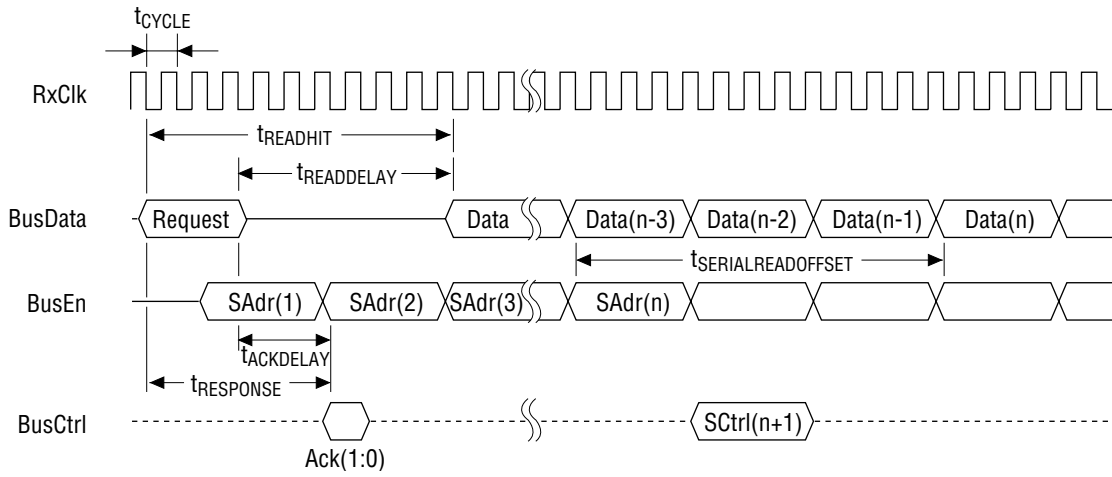 tCYCLE
RxClk
tREADHIT
tREADDELAY
BusData Request Data Data(n-3) Data(n-2) Data(n-1) Data(n)
tSERIALREADOFFSET
BusEn SAdr(1) SAdr(2) SAdr(3) SAdr(n)
tACKDELAY
tRESPONSE
BusCtrl SCtrl(n+1)
Ack(1:0)